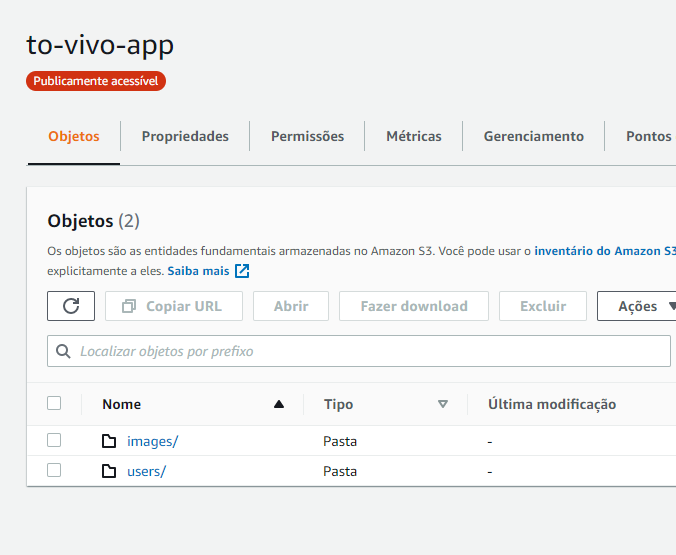 to-vivo-app
Publicamente acessível
Objetos Propriedades Permissões Métricas Gerenciamento Pontos
Objetos (2)
Os objetos são as entidades fundamentais armazenadas no Amazon S3. Você pode usar o inventário do Amazon S3
explicitamente a eles. Saiba mais
Copiar URL Abrir Fazer download Excluir Ações
Localizar objetos por prefixo
Nome Tipo Última modificação
images/ Pasta -
users/ Pasta -